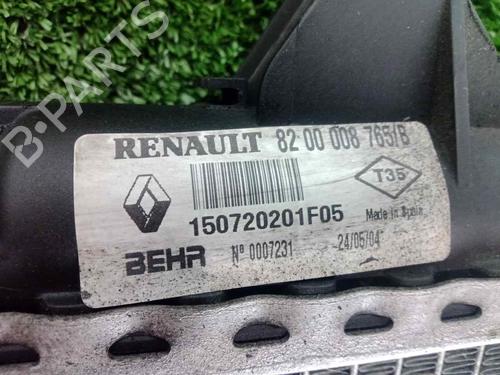 B-PARTS
RENAULT 82 00 008 765/B
T35
150720201F05
Made in Spain
BEHR Nº 0007231 24/05/04